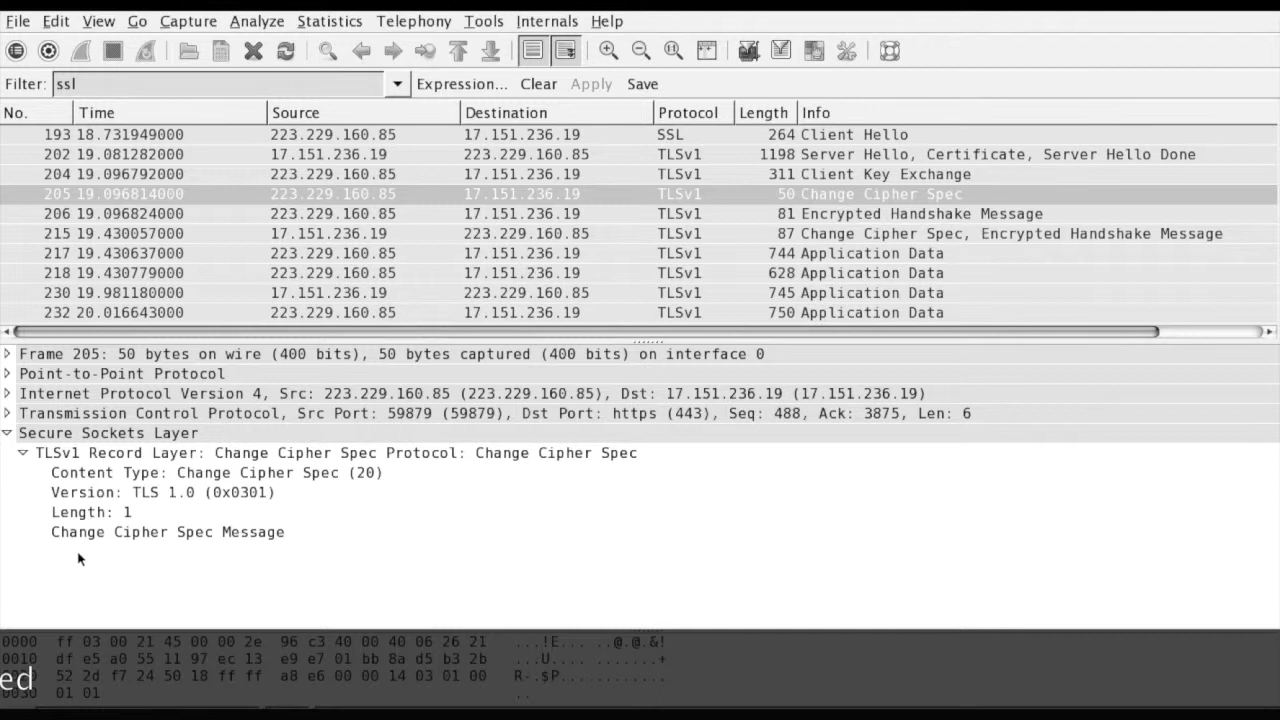 File Edit View Go Capture Analyze Statistics Telephony Tools Internals Help
Filter: ssl Expression... Clear Apply Save
No. Time Source Destination Protocol Length Info
193 18.731949000 223.229.160.85 17.151.236.19 SSL 264 Client Hello
202 19.081282000 17.151.236.19 223.229.160.85 TLSv1 1198 Server Hello, Certificate, Server Hello Done
204 19.096792000 223.229.160.85 17.151.236.19 TLSv1 311 Client Key Exchange
205 19.096814000 223.229.160.85 17.151.236.19 TLSv1 50 Change Cipher Spec
206 19.096824000 223.229.160.85 17.151.236.19 TLSv1 81 Encrypted Handshake Message
215 19.430057000 17.151.236.19 223.229.160.85 TLSv1 87 Change Cipher Spec, Encrypted Handshake Message
217 19.430637000 223.229.160.85 17.151.236.19 TLSv1 744 Application Data
218 19.430779000 223.229.160.85 17.151.236.19 TLSv1 628 Application Data
230 19.981180000 17.151.236.19 223.229.160.85 TLSv1 745 Application Data
232 20.016643000 223.229.160.85 17.151.236.19 TLSv1 750 Application Data
Frame 205: 50 bytes on wire (400 bits), 50 bytes captured (400 bits) on interface 0
Point-to-Point Protocol
Internet Protocol Version 4, Src: 223.229.160.85 (223.229.160.85), Dst: 17.151.236.19 (17.151.236.19)
Transmission Control Protocol, Src Port: 59879 (59879), Dst Port: https (443), Seq: 488, Ack: 3875, Len: 6
Secure Sockets Layer
TLSv1 Record Layer: Change Cipher Spec Protocol: Change Cipher Spec
Content Type: Change Cipher Spec (20)
Version: TLS 1.0 (0x0301)
Length: 1
Change Cipher Spec Message
0000 ff 03 00 21 45 00 00 2e 96 c3 40 00 40 06 26 21 ...!E... ..@.@.&!
0010 df e5 a0 55 11 97 ec 13 e9 e7 01 bb 8a d5 b3 2b ...U.... .......+
52 2d f7 24 50 18 ff ff a8 e6 00 00 14 03 01 00 R-.$P... ........
ed
0030 01 01 ..